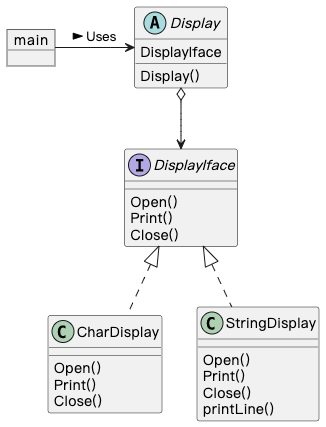 A Display
main
Uses
DisplayIface
Display()
I DisplayIface
Open()
Print()
Close()
C CharDisplay
Open()
Print()
Close()
C StringDisplay
Open()
Print()
Close()
printLine()